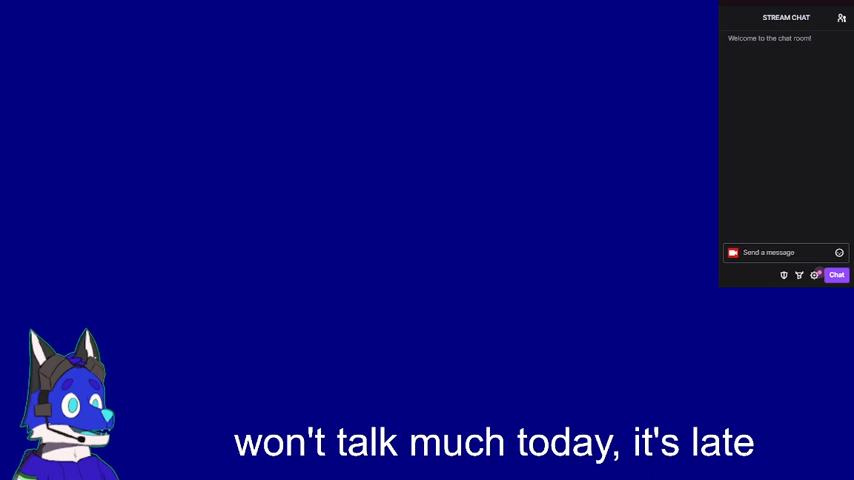 STREAM CHAT
Welcome to the chat room!
Send a message
Chat
won't talk much today, it's late